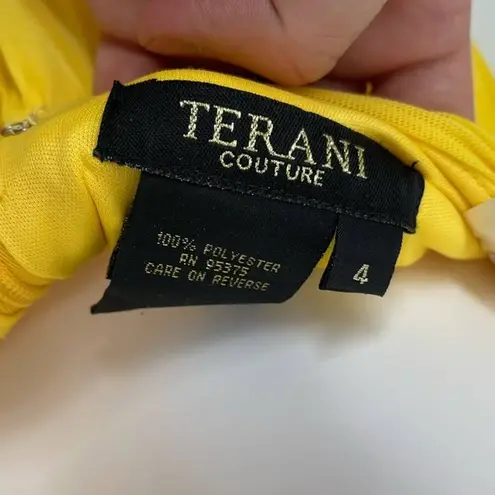 TERANI
COUTURE
100% POLYESTER
RN 95375
CARE ON REVERSE
4